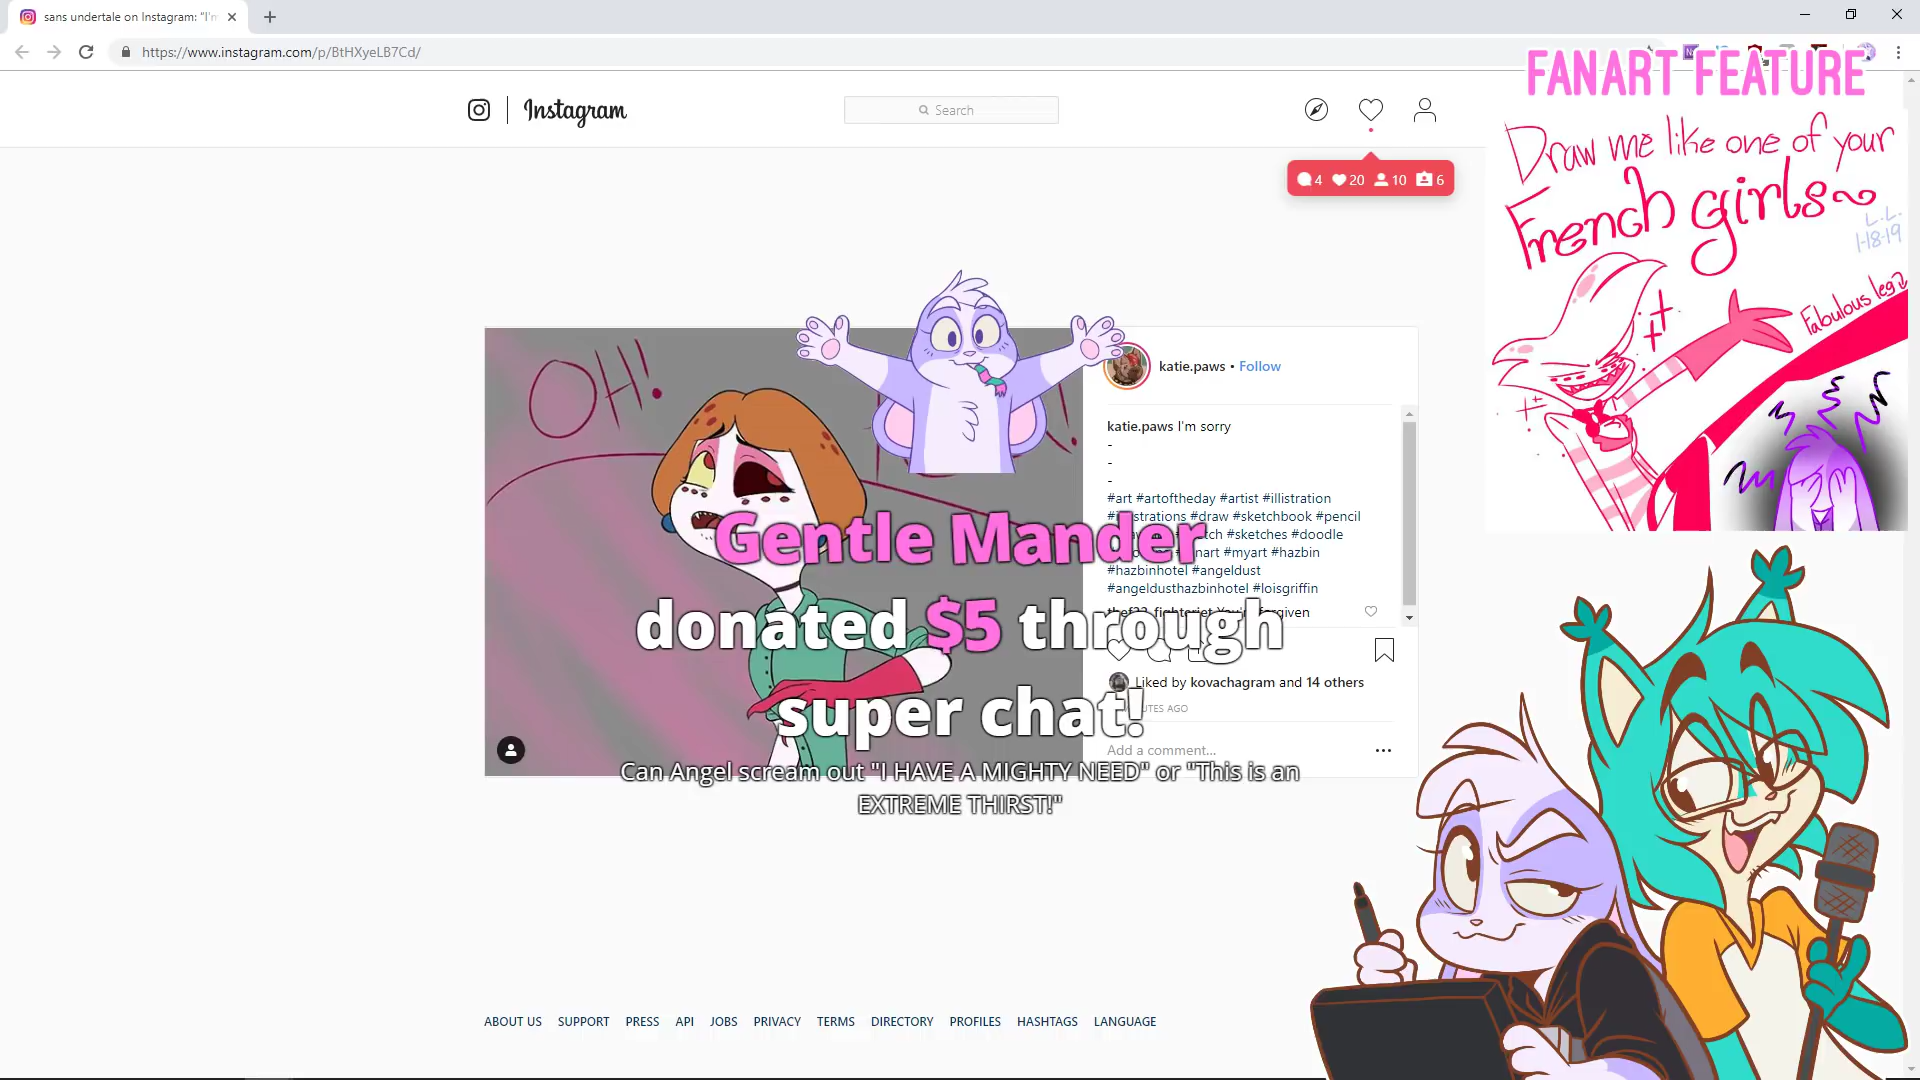 sans undertale on Instagram: "I'm
https://www.instagram.com/p/BtHXyeLB7Cd/
FANART FEATURE
Instagram
Search
4 20 10 6
Draw me like one of your
French girls~
L.L.
1-18-19
Fabulous leg
OH!
katie.paws • Follow
katie.paws I'm sorry
-
-
-
#art #artoftheday #artist #illistration
#illustrations #draw #sketchbook #pencil
#sketches #doodle
#myart #hazbin
#hazbinhotel #angeldust
#angeldusthazbinhotel #loisgriffin
Gentle Mander
donated $5 through
super chat!
Can Angel scream out "I HAVE A MIGHTY NEED" or "This is an
EXTREME THIRST!"
Liked by kovachagram and 14 others
AGO
Add a comment...
ABOUT US SUPPORT PRESS API JOBS PRIVACY TERMS DIRECTORY PROFILES HASHTAGS LANGUAGE